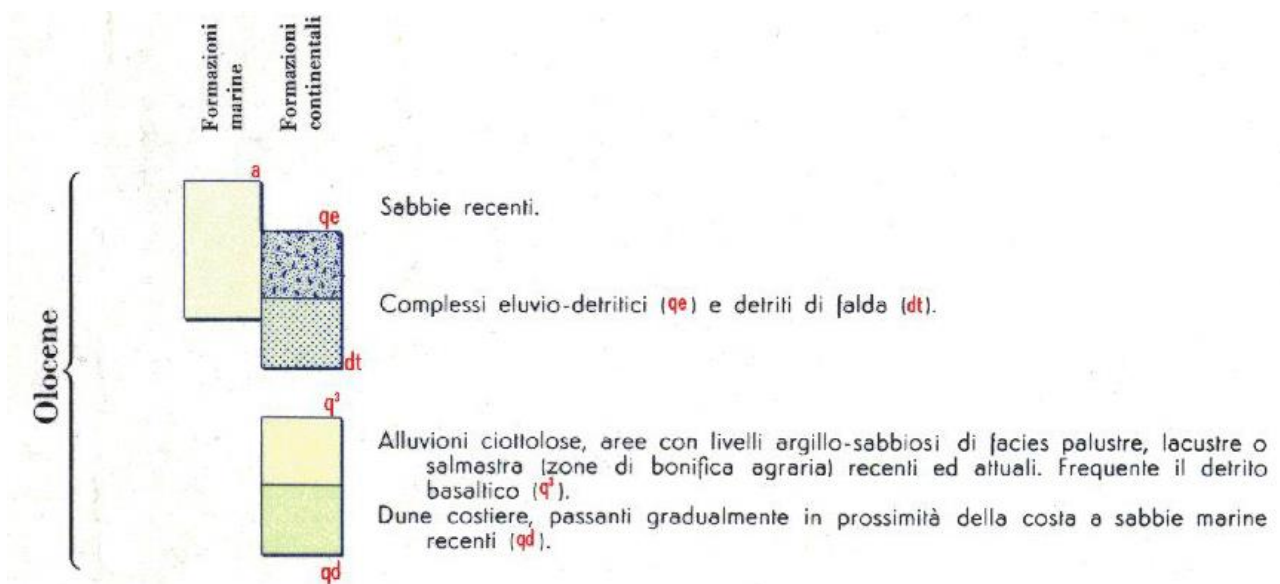 Formazioni
marine
Formazioni
continentali
Olocene
a
Sabbie recenti.
qe
Complessi eluvio-detritici (qe) e detriti di falda (dt).
dt
q³
Alluvioni ciottolose, aree con livelli argillo-sabbiosi di facies palustre, lacustre o
salmastra (zone di bonifica agraria) recenti ed attuali. Frequente il detrito
basaltico (q³).
Dune costiere, passanti gradualmente in prossimità della costa a sabbie marine
recenti (qd).
qd